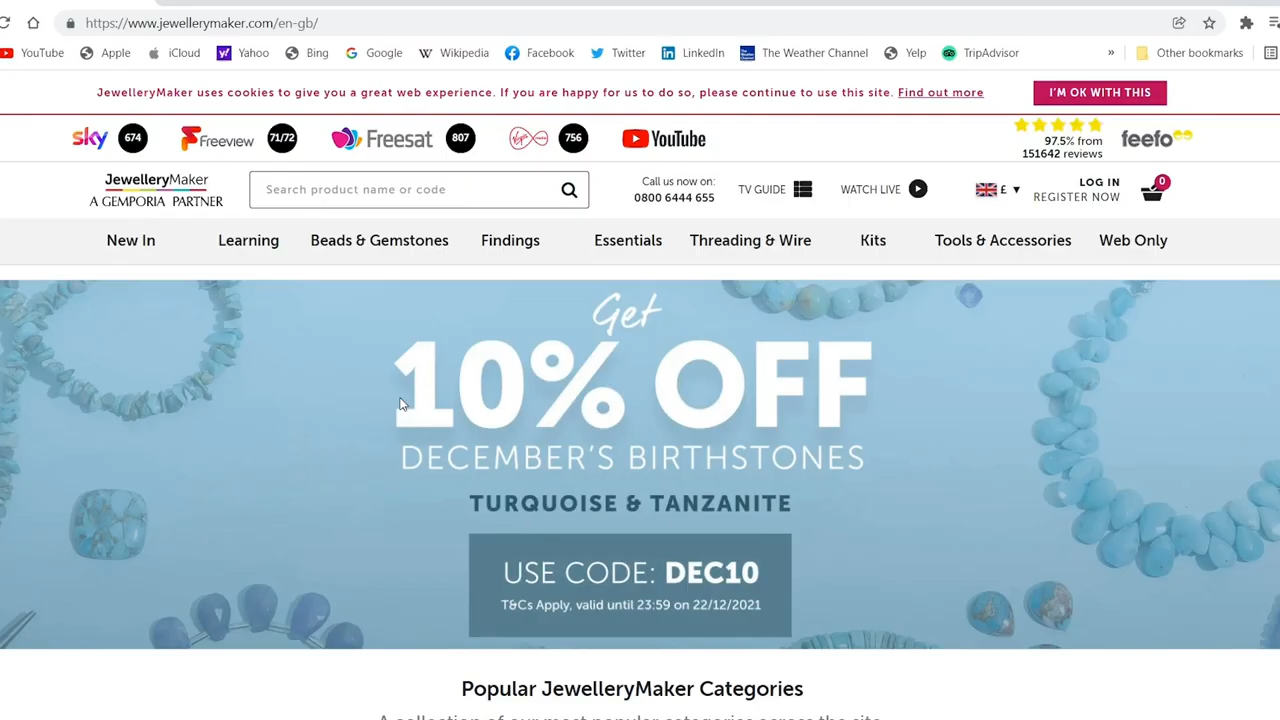 https://www.jewellerymaker.com/en-gb/
YouTube Apple iCloud Yahoo Bing Google Wikipedia Facebook Twitter LinkedIn The Weather Channel Yelp TripAdvisor » Other bookmarks
JewelleryMaker uses cookies to give you a great web experience. If you are happy for us to do so, please continue to use this site. Find out more
I'M OK WITH THIS
sky 674 Freeview 71/72 Freesat 807 756 YouTube
97.5% from
151642 reviews
feefo
JewelleryMaker
A GEMPORIA PARTNER
Search product name or code
Call us now on:
0800 6444 655
TV GUIDE
WATCH LIVE
£ ▼
LOG IN
REGISTER NOW
0
New In Learning Beads & Gemstones Findings Essentials Threading & Wire Kits Tools & Accessories Web Only
Get
10% OFF
DECEMBER'S BIRTHSTONES
TURQUOISE & TANZANITE
USE CODE: DEC10
T&Cs Apply, valid until 23:59 on 22/12/2021
Popular JewelleryMaker Categories
A collection of our most popular categories across the site